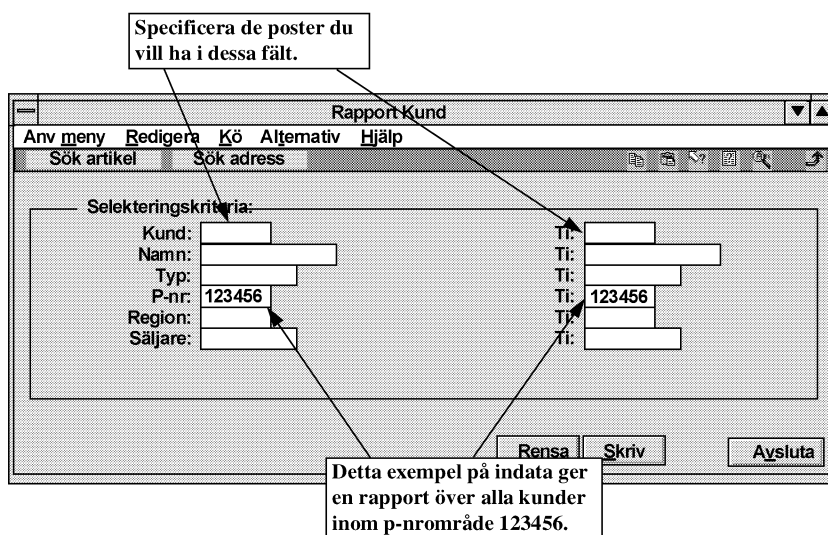 Specificera de poster du
vill ha i dessa fält.
Rapport Kund
Anv meny Redigera Kö Alternativ Hjälp
Sök artikel Sök adress
Selekteringskriteria:
Kund: Ti:
Namn: Ti:
Typ: Ti:
P-nr: 123456 Ti: 123456
Region: Ti:
Säljare: Ti:
Rensa Skriv Avsluta
Detta exempel på indata ger
en rapport över alla kunder
inom p-nrområde 123456.